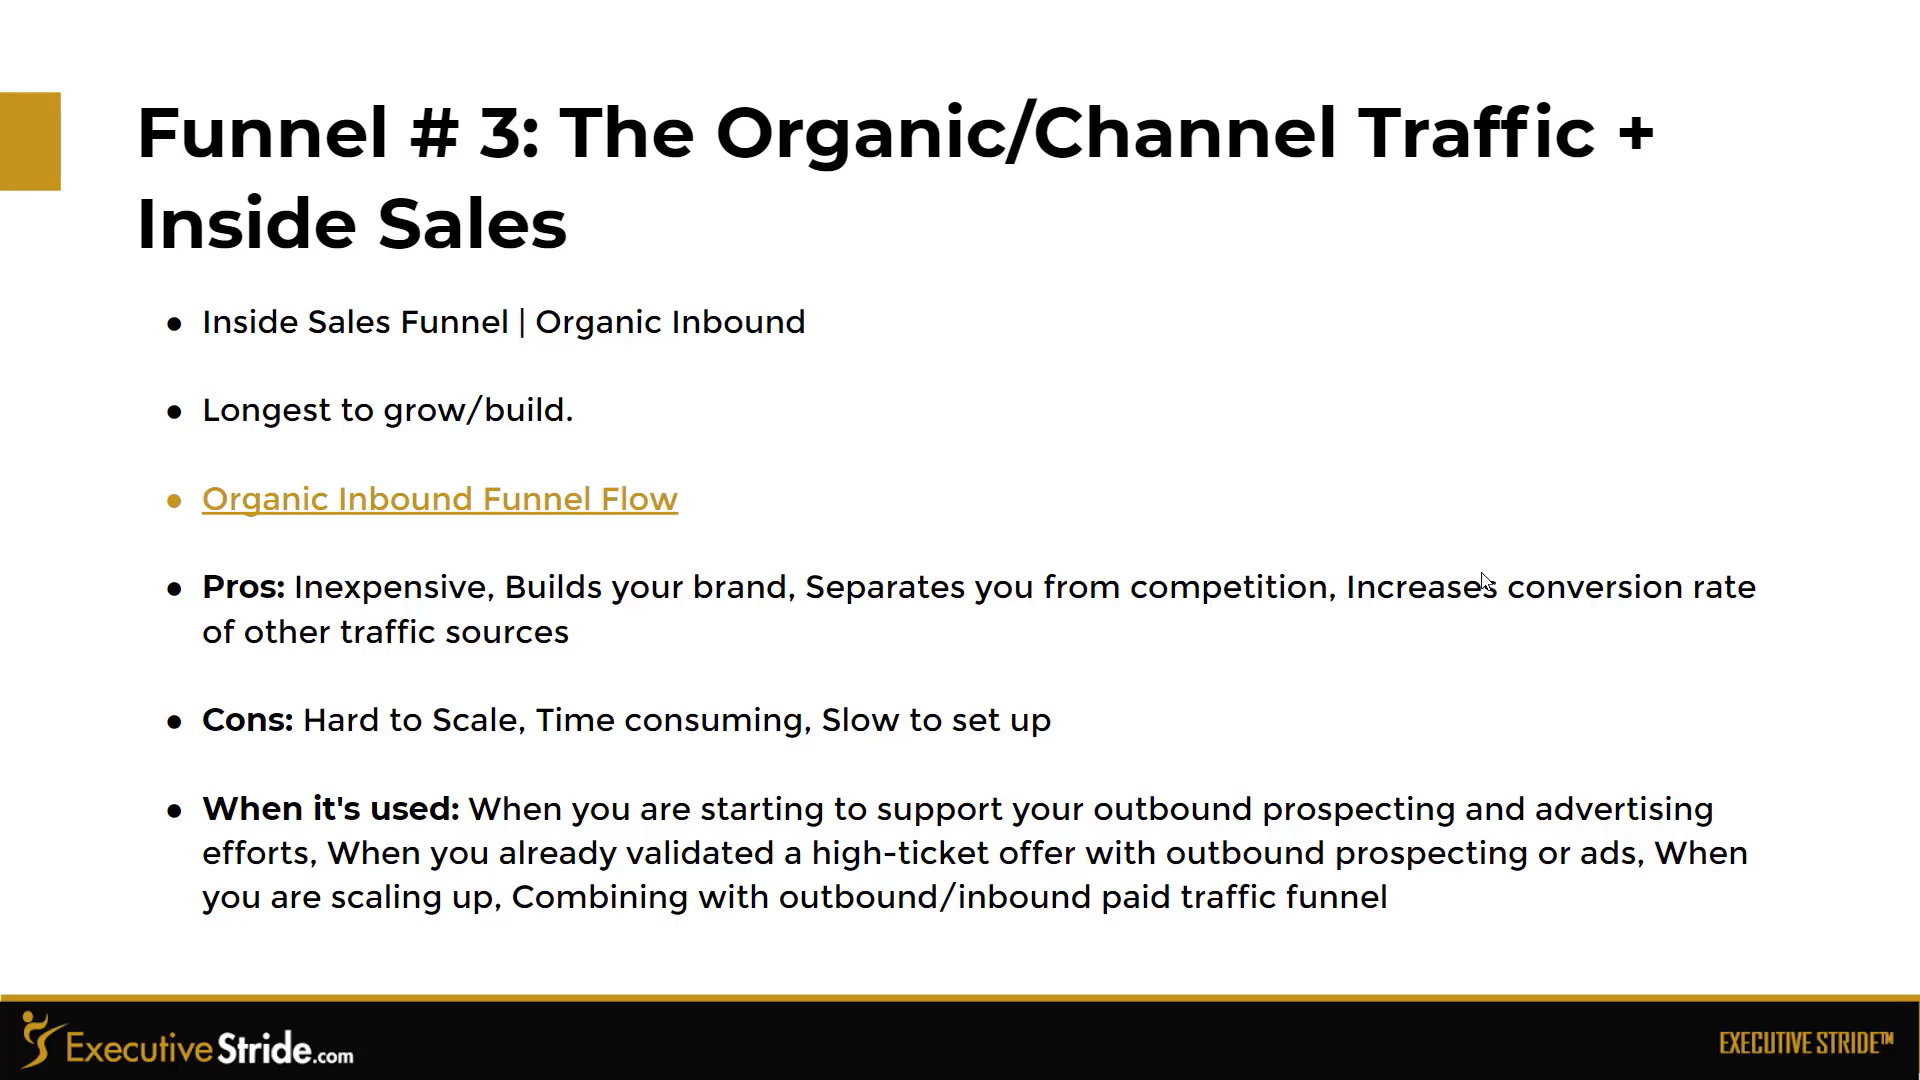 Funnel # 3: The Organic/Channel Traffic +
Inside Sales
● Inside Sales Funnel | Organic Inbound
● Longest to grow/build.
● Organic Inbound Funnel Flow
● Pros: Inexpensive, Builds your brand, Separates you from competition, Increases conversion rate
of other traffic sources
● Cons: Hard to Scale, Time consuming, Slow to set up
● When it's used: When you are starting to support your outbound prospecting and advertising
efforts, When you already validated a high-ticket offer with outbound prospecting or ads, When
you are scaling up, Combining with outbound/inbound paid traffic funnel
ExecutiveStride.com
EXECUTIVE STRIDE™